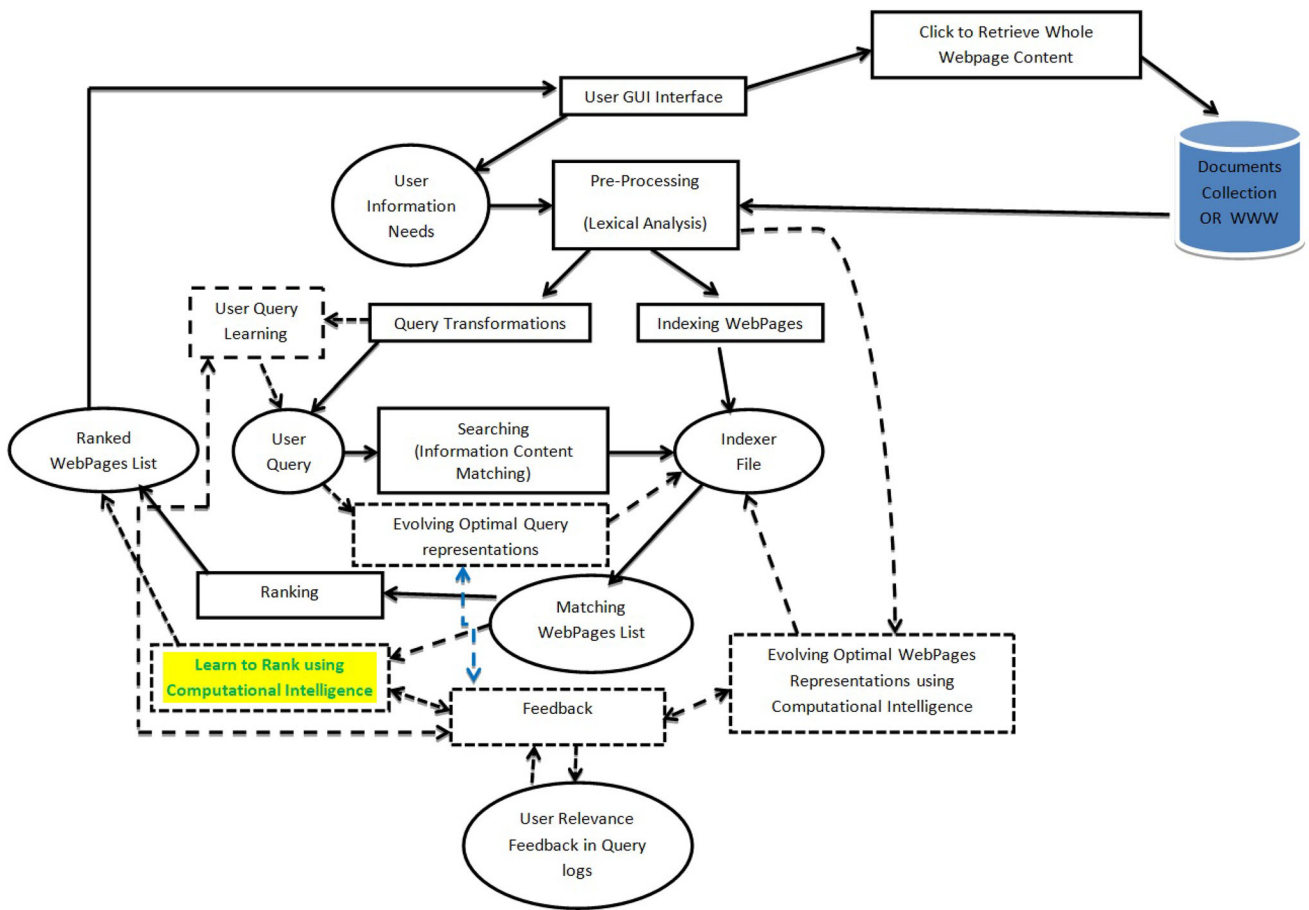 Click to Retrieve Whole
Webpage Content
User GUI Interface
Documents
Collection
OR WWW
User
Information
Needs
Pre-Processing
(Lexical Analysis)
User Query
Learning
Query Transformations
Indexing WebPages
Ranked
WebPages List
User
Query
Searching
(Information Content
Matching)
Indexer
File
Evolving Optimal Query
representations
Ranking
Matching
WebPages List
Learn to Rank using
Computational Intelligence
Evolving Optimal WebPages
Representations using
Computational Intelligence
Feedback
User Relevance
Feedback in Query
logs